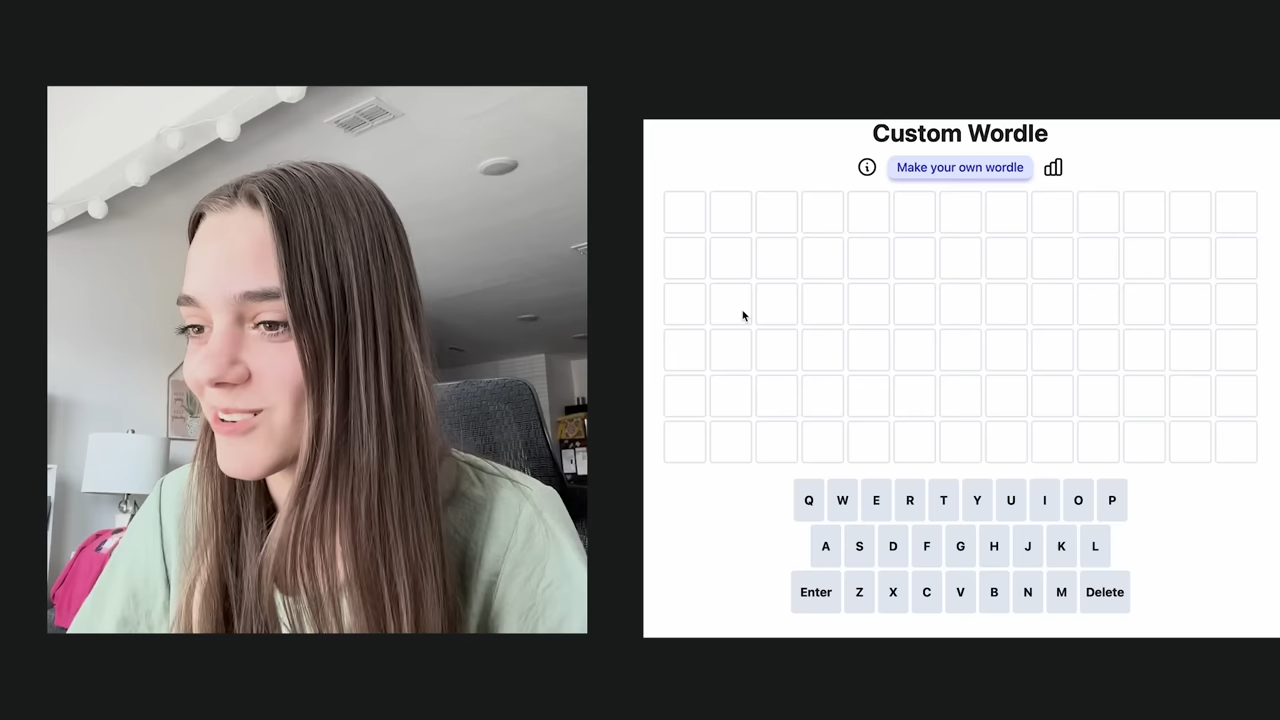 Custom Wordle
Make your own wordle
Q W E R T Y U I O P
A S D F G H J K L
Enter Z X C V B N M Delete